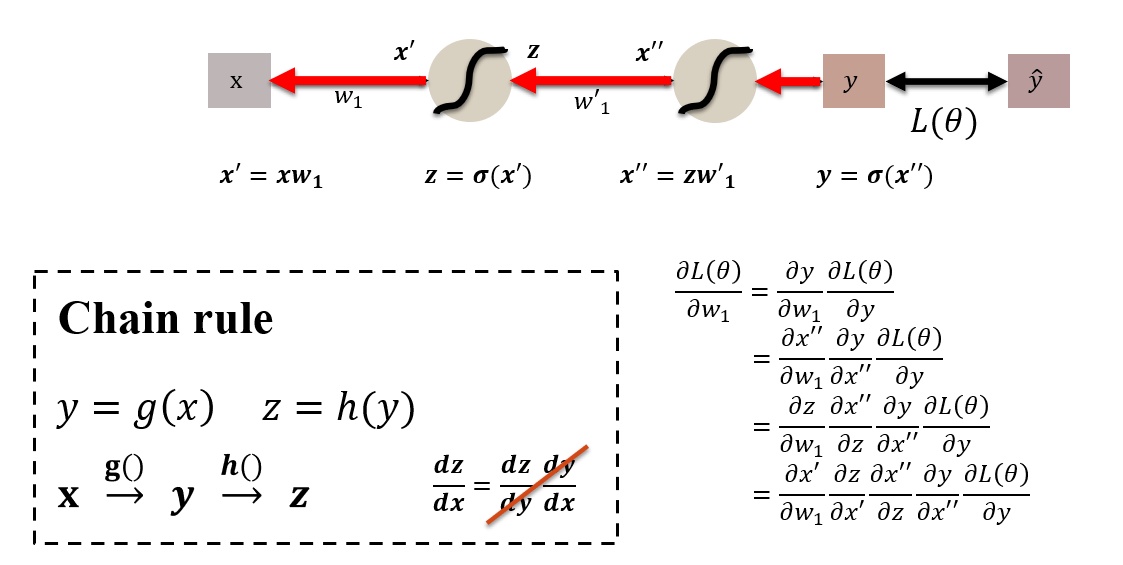 x′ z x′′
x y ŷ
w₁ w′₁ L(θ)
x′ = xw₁ z = σ(x′) x′′ = zw′₁ y = σ(x′′)
Chain rule
y = g(x) z = h(y)
g() h()
x → y → z
dz/dx = dz/dy dy/dx
∂L(θ)/∂w₁ = ∂y/∂w₁ ∂L(θ)/∂y
= ∂x′′/∂w₁ ∂y/∂x′′ ∂L(θ)/∂y
= ∂z/∂w₁ ∂x′′/∂z ∂y/∂x′′ ∂L(θ)/∂y
= ∂x′/∂w₁ ∂z/∂x′ ∂x′′/∂z ∂y/∂x′′ ∂L(θ)/∂y